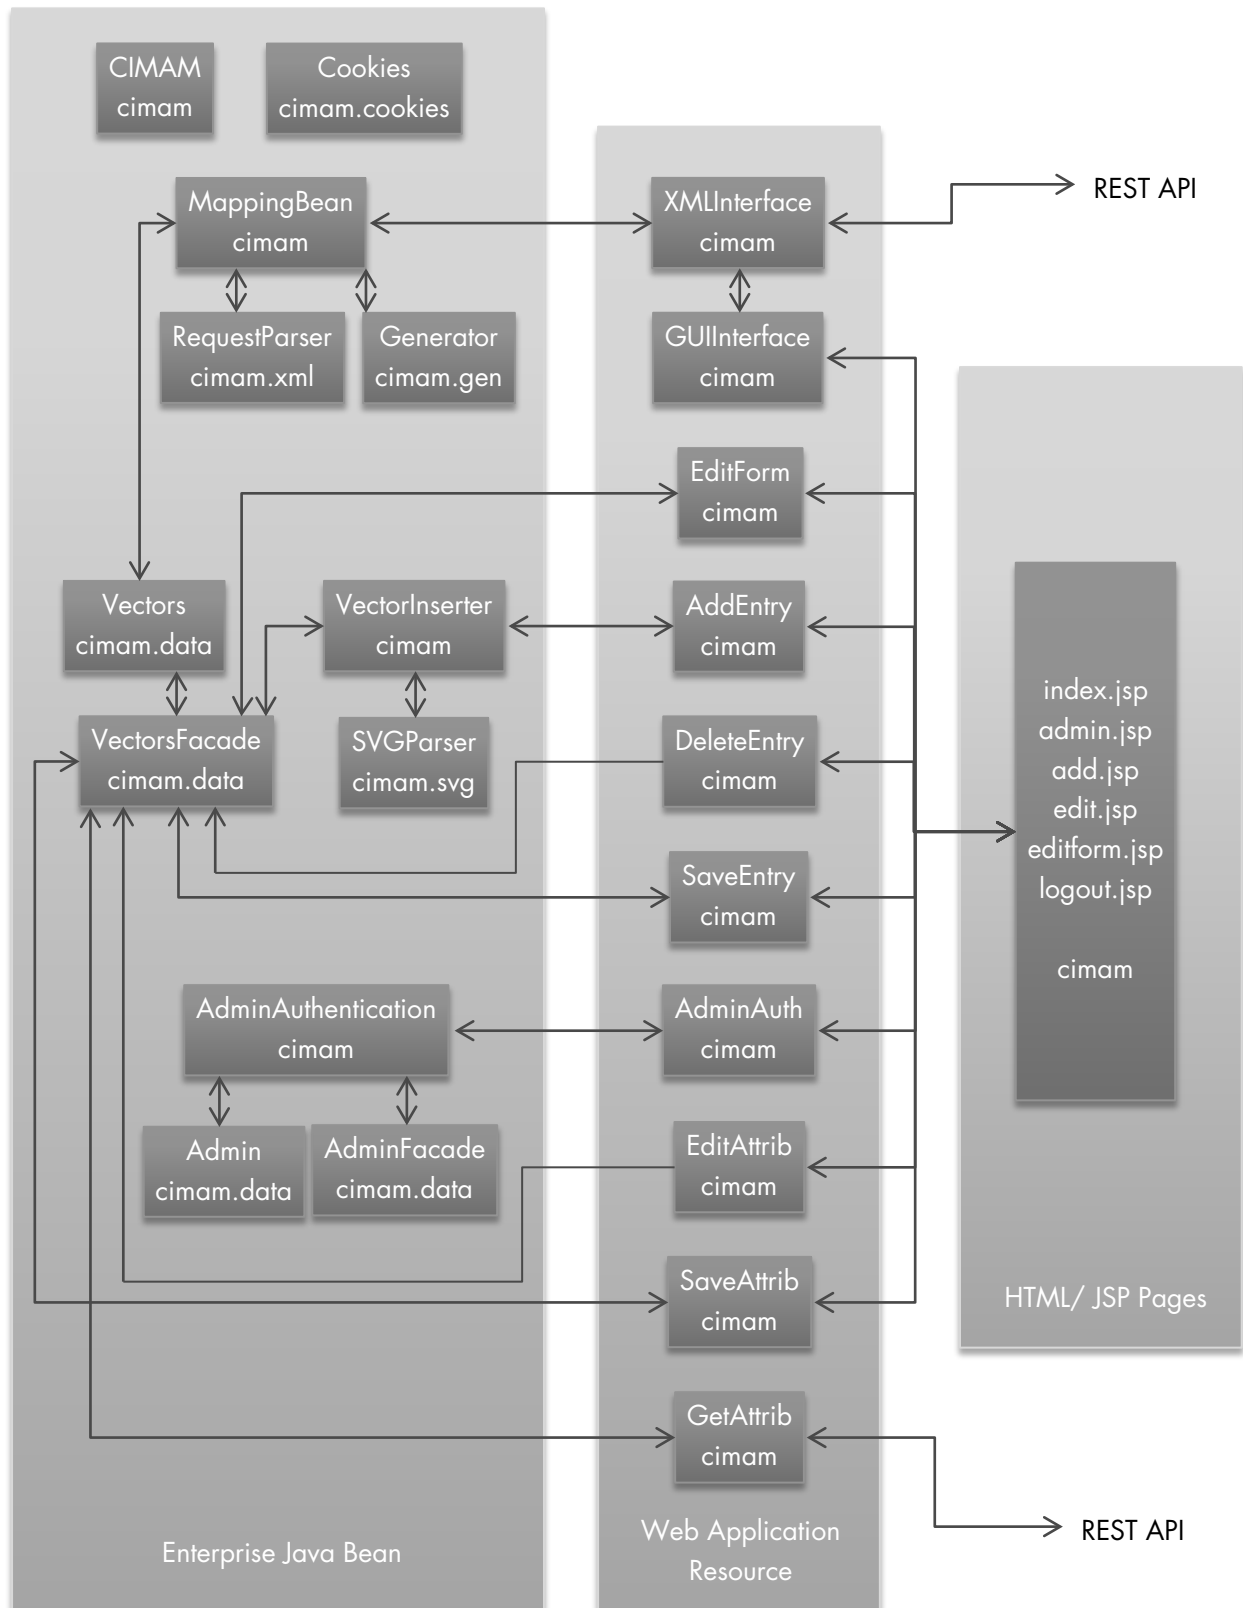 CIMAM
cimam
Cookies
cimam.cookies
MappingBean
cimam
XMLInterface
cimam
REST API
RequestParser
cimam.xml
Generator
cimam.gen
GUIInterface
cimam
EditForm
cimam
Vectors
cimam.data
VectorInserter
cimam
AddEntry
cimam
VectorsFacade
cimam.data
SVGParser
cimam.svg
DeleteEntry
cimam
index.jsp
admin.jsp
add.jsp
edit.jsp
editform.jsp
logout.jsp
cimam
SaveEntry
cimam
AdminAuthentication
cimam
AdminAuth
cimam
Admin
cimam.data
AdminFacade
cimam.data
EditAttrib
cimam
SaveAttrib
cimam
HTML/ JSP Pages
GetAttrib
cimam
REST API
Enterprise Java Bean
Web Application
Resource